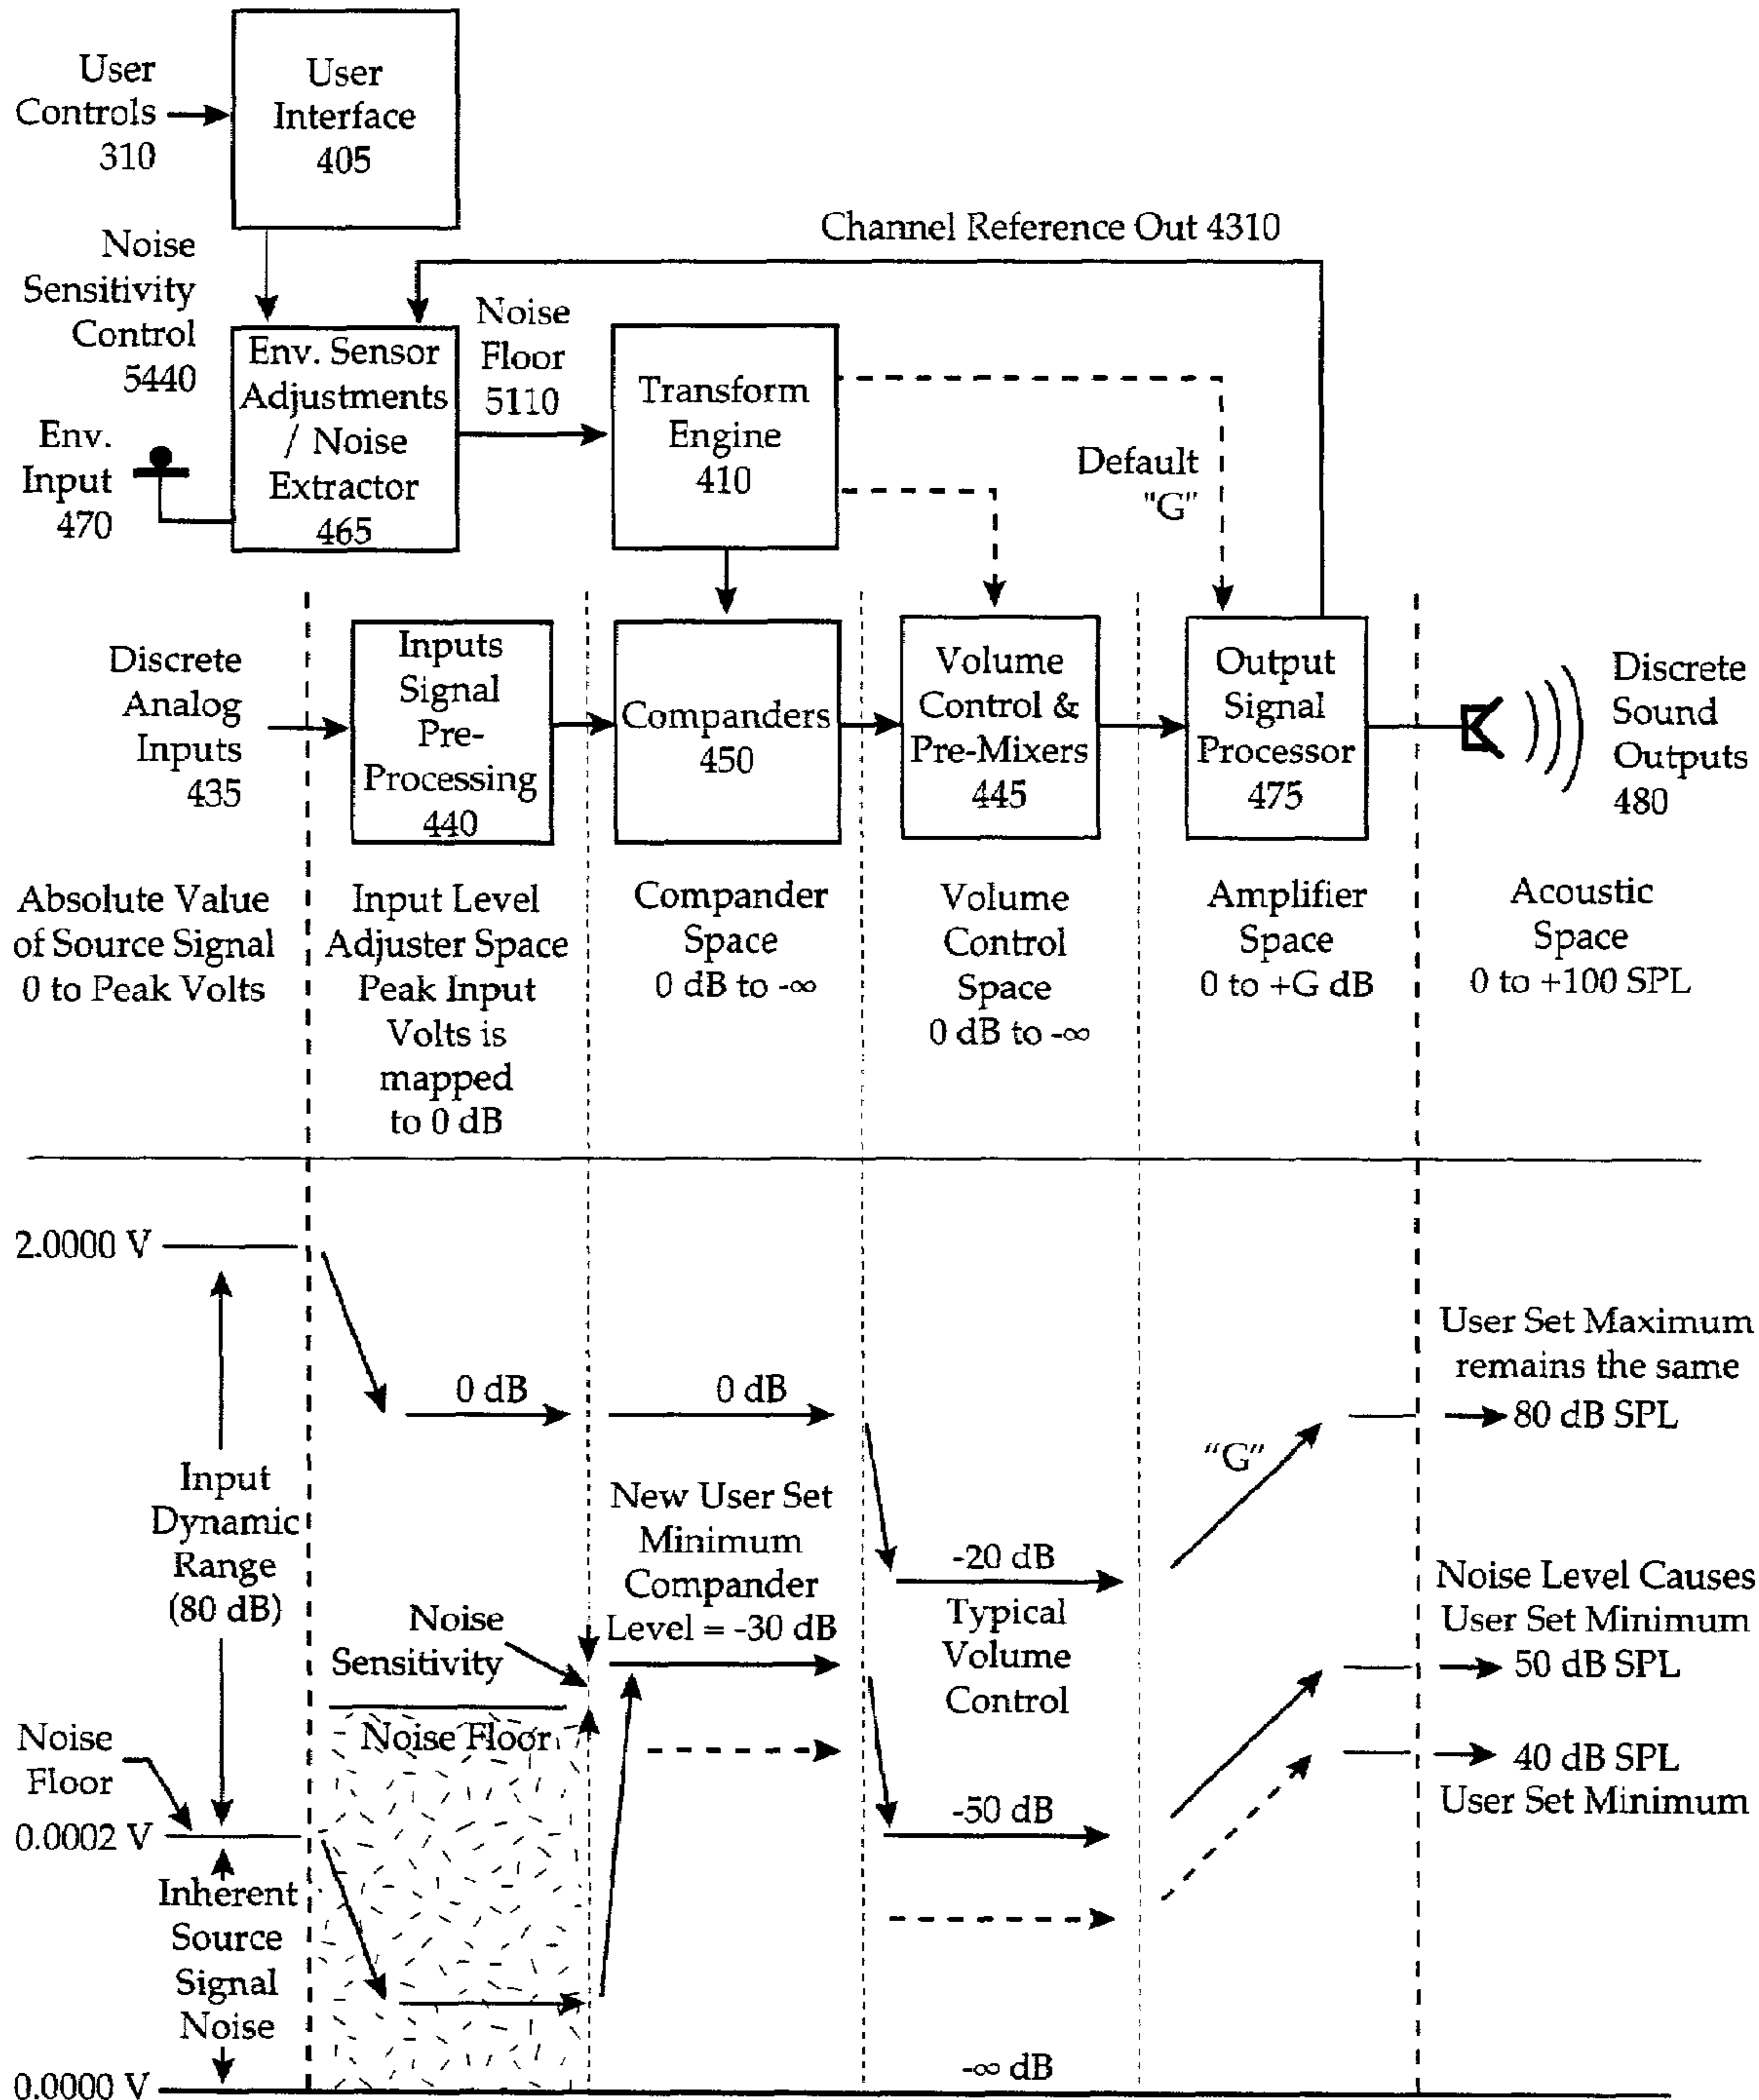 User
Controls
310
User
Interface
405
Noise
Sensitivity
Control
5440
Channel Reference Out 4310
Env. Sensor
Adjustments
/ Noise
Extractor
465
Noise
Floor
5110
Transform
Engine
410
Env.
Input
470
Default
"G"
Discrete
Analog
Inputs
435
Inputs
Signal
Pre-
Processing
440
Companders
450
Volume
Control &
Pre-Mixers
445
Output
Signal
Processor
475
Discrete
Sound
Outputs
480
Absolute Value
of Source Signal
0 to Peak Volts
Input Level
Adjuster Space
Peak Input
Volts is
mapped
to 0 dB
Compander
Space
0 dB to -∞
Volume
Control
Space
0 dB to -∞
Amplifier
Space
0 to +G dB
Acoustic
Space
0 to +100 SPL
2.0000 V
Input
Dynamic
Range
(80 dB)
Noise
Floor
0.0002 V
Inherent
Source
Signal
Noise
0.0000 V
0 dB
Noise
Sensitivity
Noise Floor
0 dB
New User Set
Minimum
Compander
Level = -30 dB
-20 dB
Typical
Volume
Control
-50 dB
-∞ dB
"G"
User Set Maximum
remains the same
80 dB SPL
Noise Level Causes
User Set Minimum
50 dB SPL
40 dB SPL
User Set Minimum